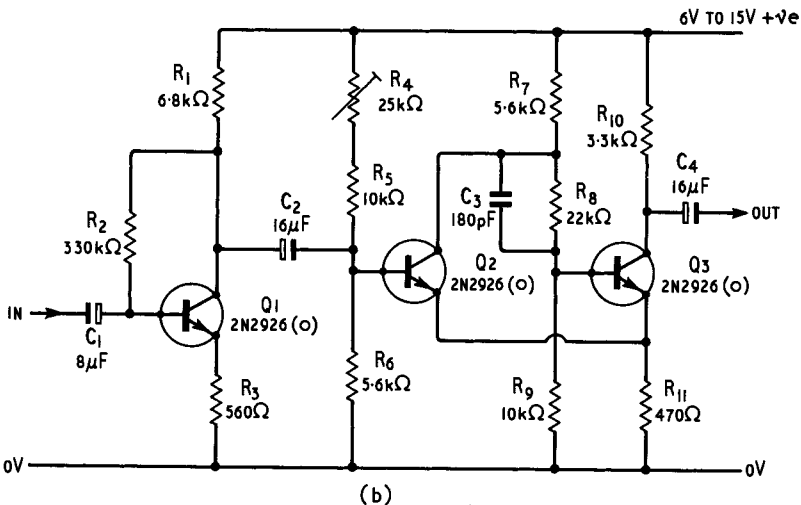 6V TO 15V +ve
R1
6.8kΩ
R4
25kΩ
R7
5.6kΩ
R10
3.3kΩ
C4
16μF
OUT
R5
10kΩ
C3
180pF
R8
22kΩ
R2
330kΩ
C2
16μF
Q2
2N2926 (o)
Q3
2N2926 (o)
IN
C1
8μF
Q1
2N2926 (o)
R3
560Ω
R6
5.6kΩ
R9
10kΩ
R11
470Ω
0V
0V
(b)